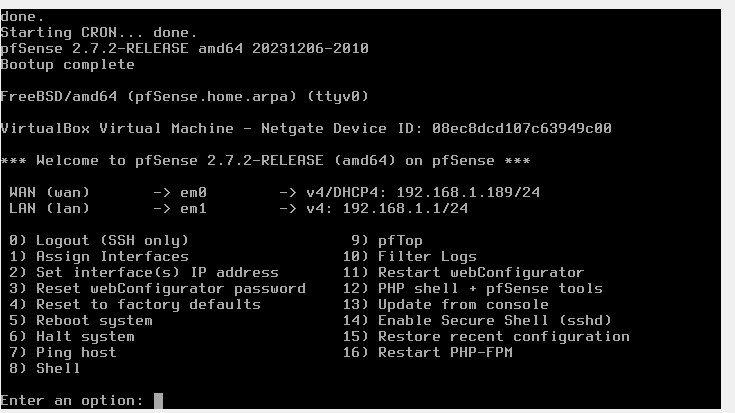 done.
Starting CRON... done.
pfSense 2.7.2-RELEASE amd64 20231206-2010
Bootup complete
FreeBSD/amd64 (pfSense.home.arpa) (ttyv0)
VirtualBox Virtual Machine - Netgate Device ID: 08ec8dcd107c63949c00
*** Welcome to pfSense 2.7.2-RELEASE (amd64) on pfSense ***
WAN (wan) -> em0 -> v4/DHCP4: 192.168.1.189/24
LAN (lan) -> em1 -> v4: 192.168.1.1/24
0) Logout (SSH only) 9) pfTop
1) Assign Interfaces 10) Filter Logs
2) Set interface(s) IP address 11) Restart webConfigurator
3) Reset webConfigurator password 12) PHP shell + pfSense tools
4) Reset to factory defaults 13) Update from console
5) Reboot system 14) Enable Secure Shell (sshd)
6) Halt system 15) Restore recent configuration
7) Ping host 16) Restart PHP-FPM
8) Shell
Enter an option: